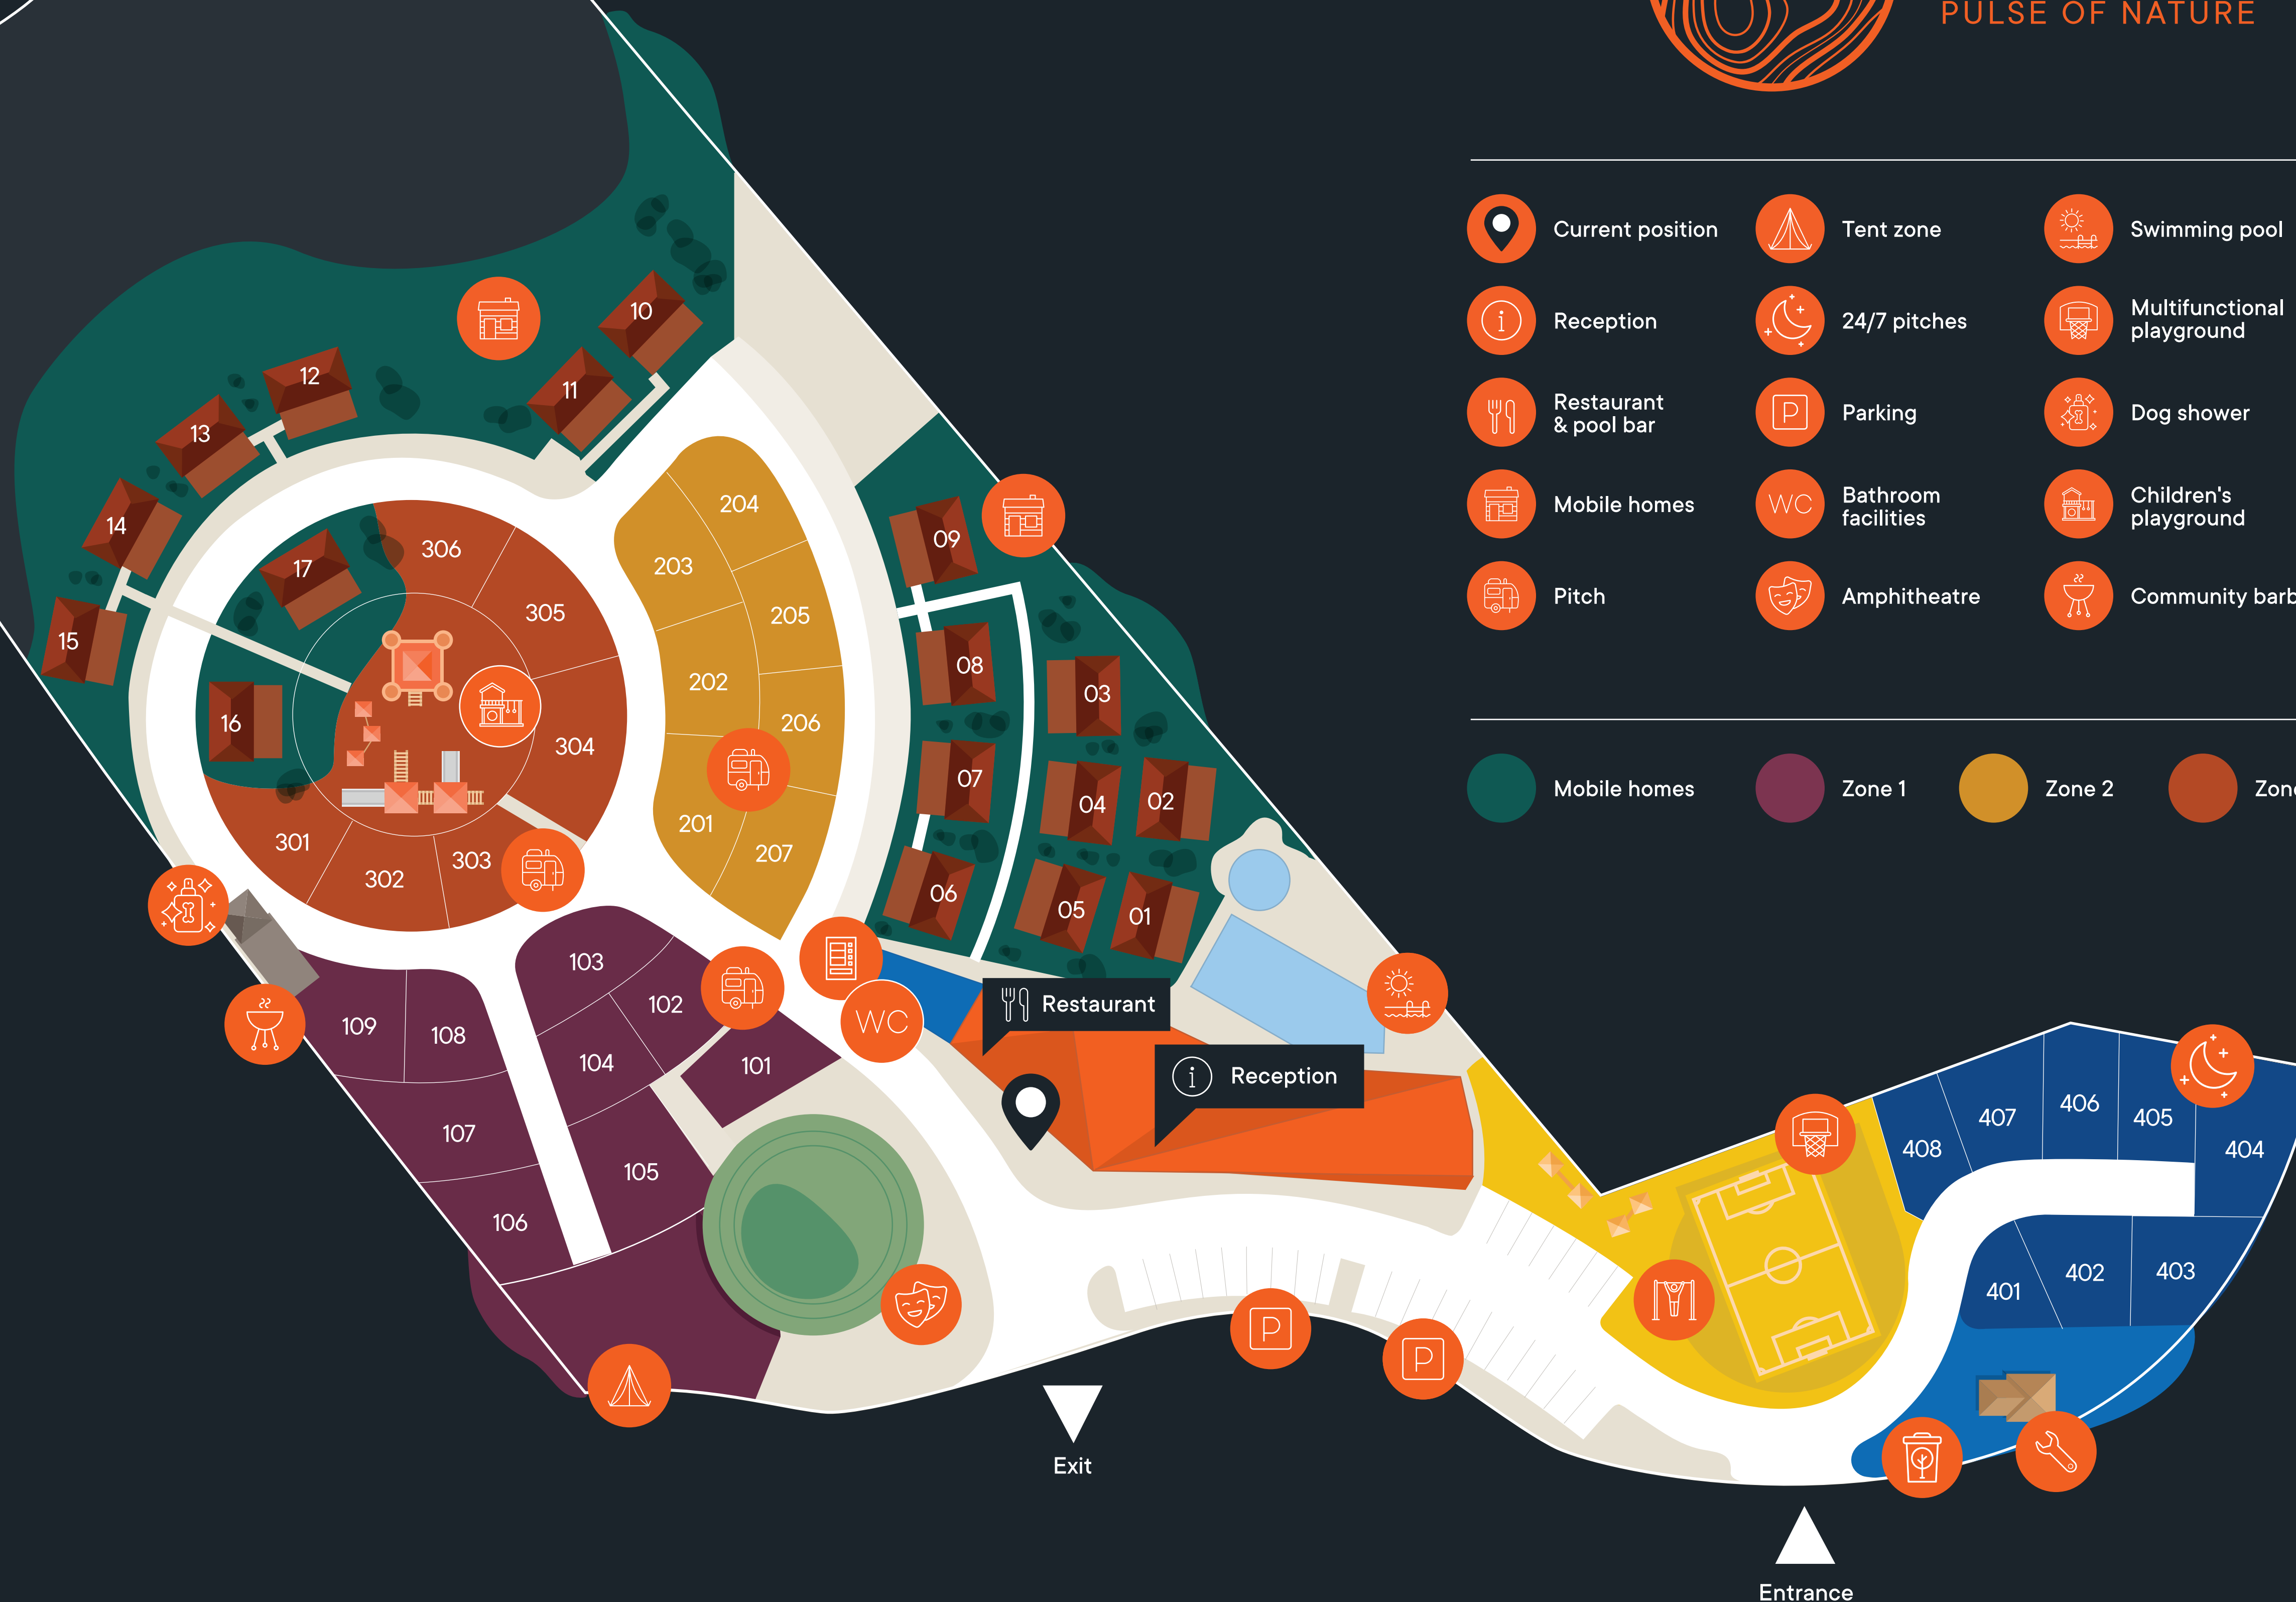 PULSE OF NATURE
Current position
Tent zone
Swimming pool
Reception
24/7 pitches
Multifunctional
playground
Restaurant
& pool bar
Parking
Dog shower
Mobile homes
WC
Bathroom
facilities
Children's
playground
Pitch
Amphitheatre
Community barb
Mobile homes
Zone 1
Zone 2
Zon
10
11
12
13
14
15
16
17
306
305
304
303
302
301
204
203
205
202
206
201
207
09
08
07
06
03
04
02
05
01
103
102
101
104
105
109
108
107
106
WC
Restaurant
i Reception
P
P
408
407
406
405
404
401
402
403
Exit
Entrance